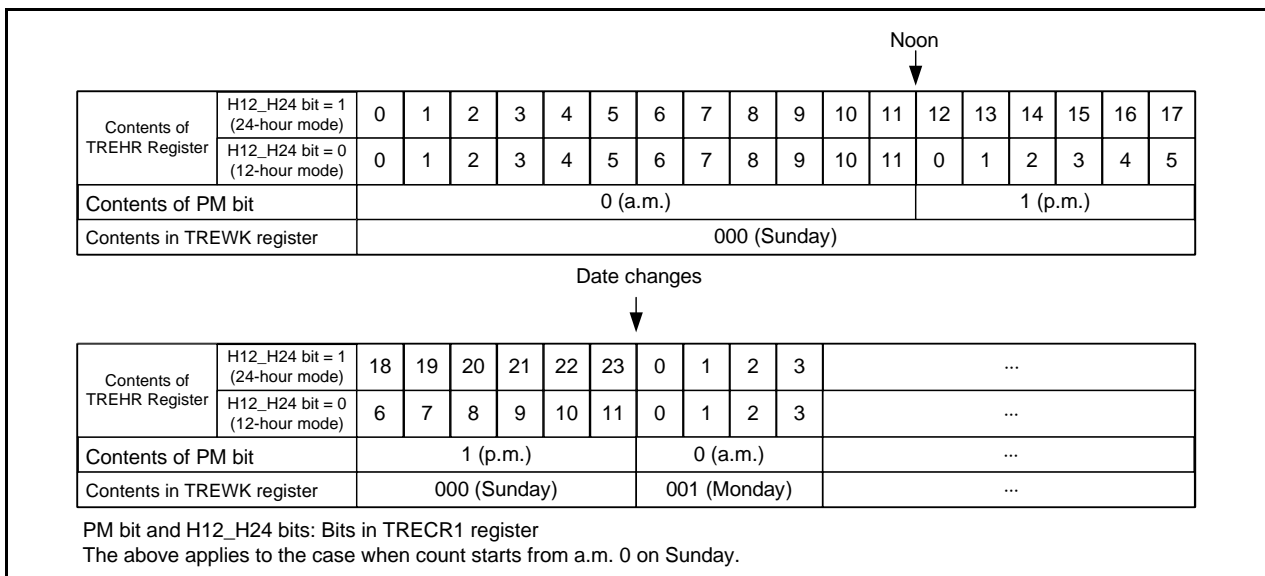 Noon
Contents of TREHR Register
H12_H24 bit = 1 (24-hour mode) 0 1 2 3 4 5 6 7 8 9 10 11 12 13 14 15 16 17
H12_H24 bit = 0 (12-hour mode) 0 1 2 3 4 5 6 7 8 9 10 11 0 1 2 3 4 5
Contents of PM bit 0 (a.m.) 1 (p.m.)
Contents in TREWK register 000 (Sunday)
Date changes
Contents of TREHR Register
H12_H24 bit = 1 (24-hour mode) 18 19 20 21 22 23 0 1 2 3 ...
H12_H24 bit = 0 (12-hour mode) 6 7 8 9 10 11 0 1 2 3 ...
Contents of PM bit 1 (p.m.) 0 (a.m.) ...
Contents in TREWK register 000 (Sunday) 001 (Monday) ...
PM bit and H12_H24 bits: Bits in TRECR1 register
The above applies to the case when count starts from a.m. 0 on Sunday.